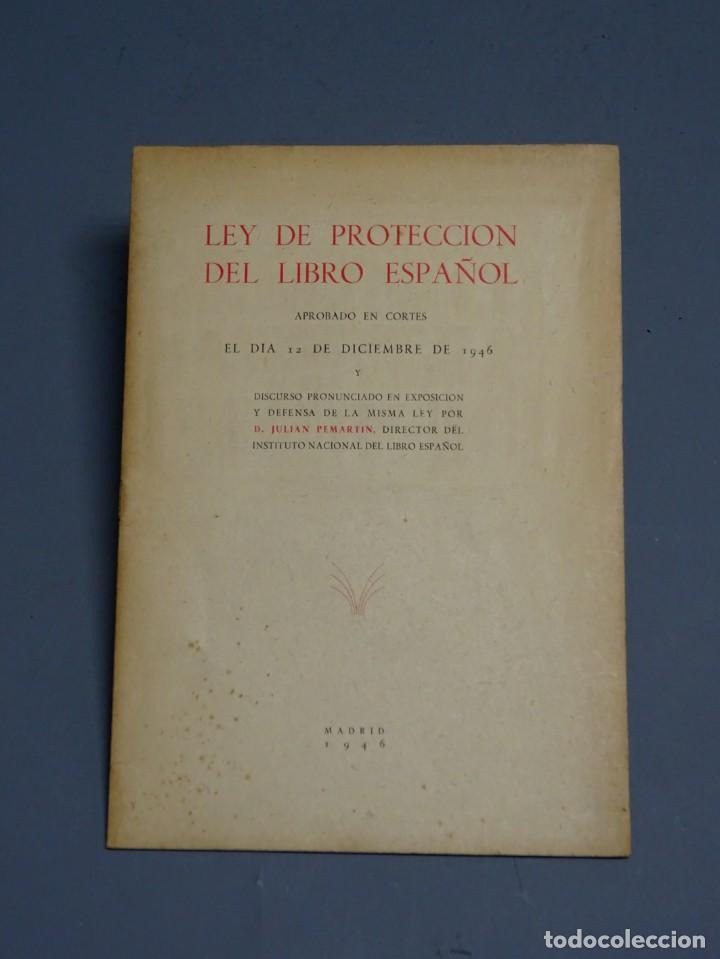 LEY DE PROTECCION
DEL LIBRO ESPAÑOL
APROBADO EN CORTES
EL DIA 12 DE DICIEMBRE DE 1946
Y
DISCURSO PRONUNCIADO EN EXPOSICION
Y DEFENSA DE LA MISMA LEY POR
D. JULIAN PEMARTIN, DIRECTOR DEL
INSTITUTO NACIONAL DEL LIBRO ESPAÑOL
MADRID
1946
todocoleccion
todocoleccion.net